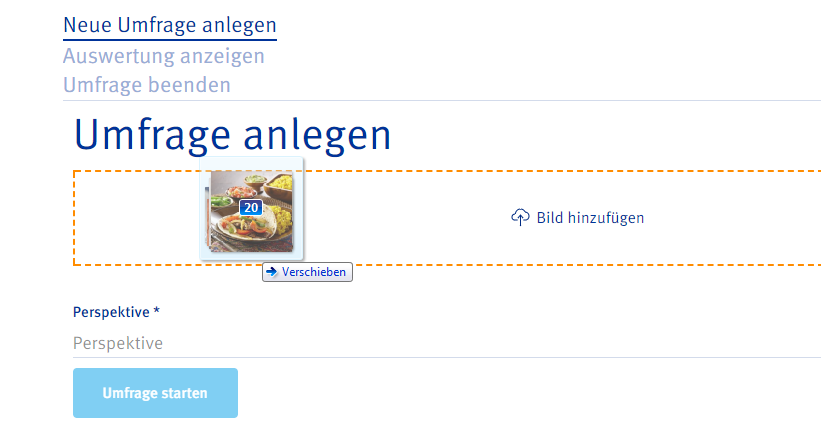 Neue Umfrage anlegen
Auswertung anzeigen
Umfrage beenden
Umfrage anlegen
20
Bild hinzufügen
Verschieben
Perspektive *
Perspektive
Umfrage starten